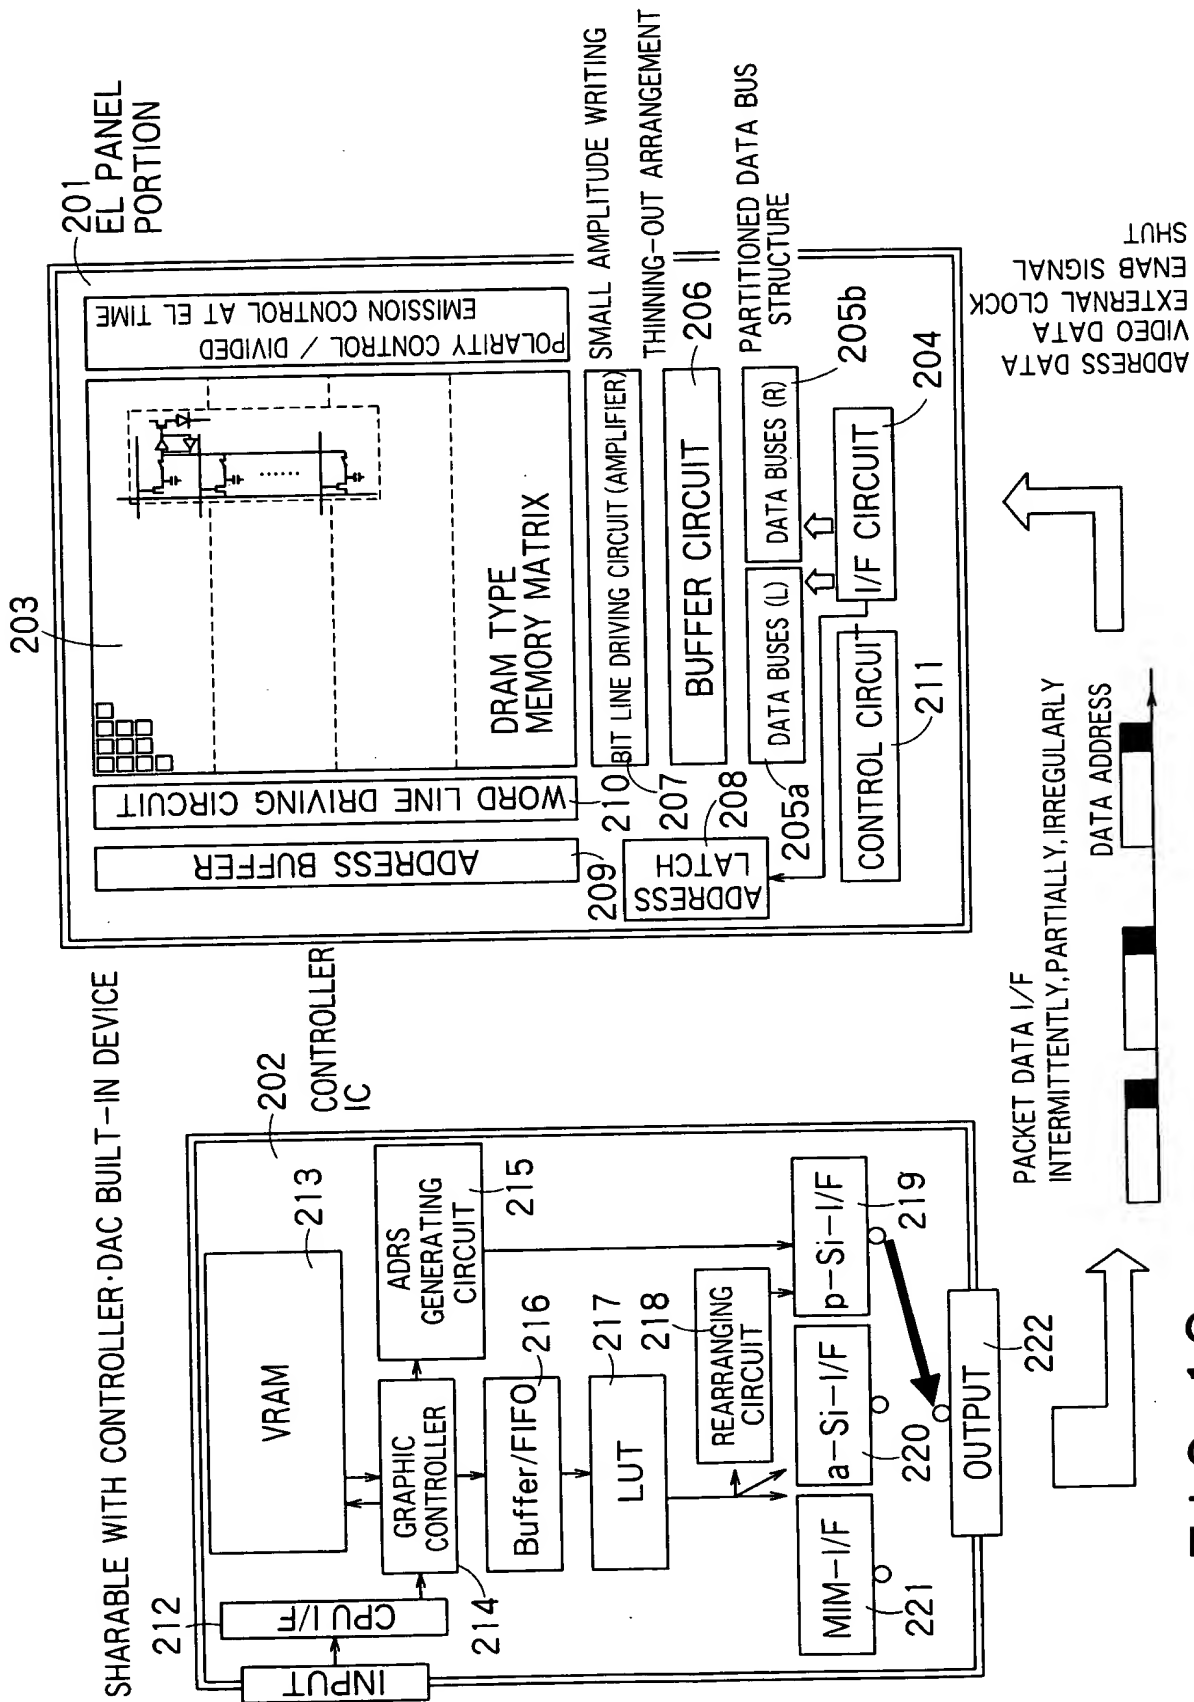 SHARABLE WITH CONTROLLER·DAC BUILT-IN DEVICE
202
CONTROLLER
IC
INPUT
212
CPU I/F
VRAM
213
GRAPHIC
CONTROLLER
214
ADRS
GENERATING
CIRCUIT
215
Buffer/FIFO
216
LUT
217
218
REARRANGING
CIRCUIT
MIM-I/F
221
a-Si-I/F
220
p-Si-I/F
219
OUTPUT
222
201
EL PANEL
PORTION
203
ADDRESS BUFFER
209
WORD LINE DRIVING CIRCUIT
210
DRAM TYPE
MEMORY MATRIX
POLARITY CONTROL / DIVIDED
EMISSION CONTROL AT EL TIME
BIT LINE DRIVING CIRCUIT (AMPLIFIER)
207
SMALL AMPLITUDE WRITING
THINNING-OUT ARRANGEMENT
BUFFER CIRCUIT
206
ADDRESS
LATCH
208
PARTITIONED DATA BUS
STRUCTURE
205a
DATA BUSES (L)
DATA BUSES (R)
205b
CONTROL CIRCUIT
211
I/F CIRCUIT
204
ADDRESS DATA
VIDEO DATA
EXTERNAL CLOCK
ENAB SIGNAL
SHUT
PACKET DATA I/F
INTERMITTENTLY,PARTIALLY,IRREGULARLY
DATA ADDRESS